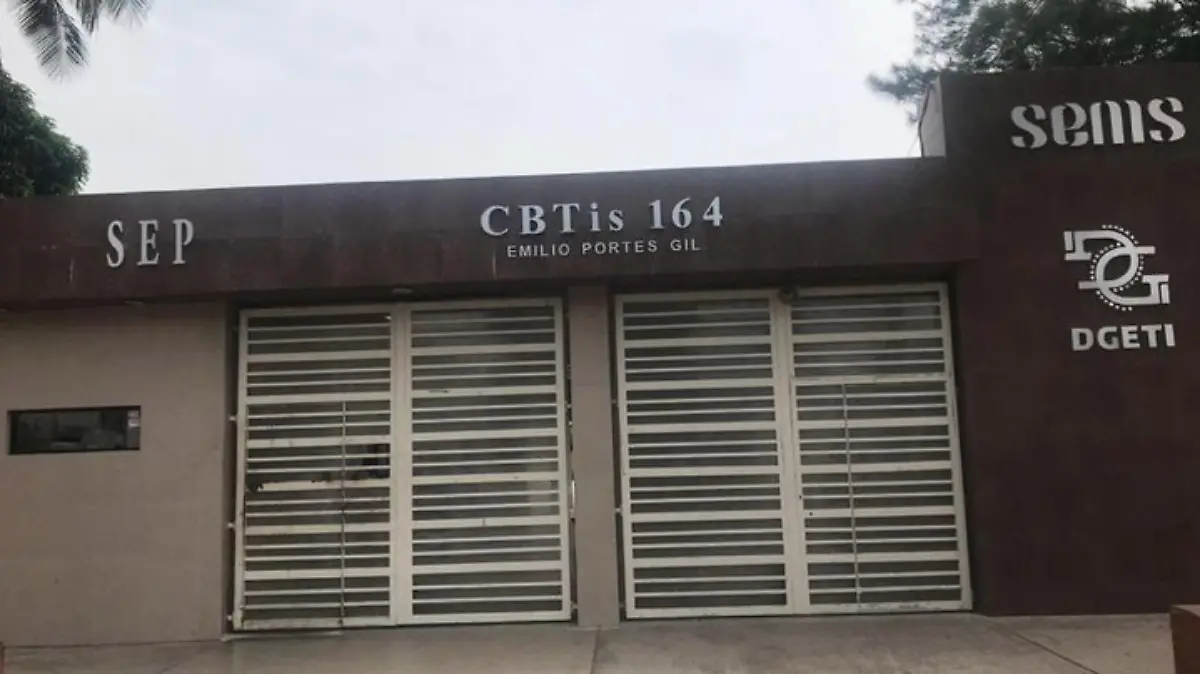 SEP
CBTis 164
EMILIO PORTES GIL
sems
DGETI